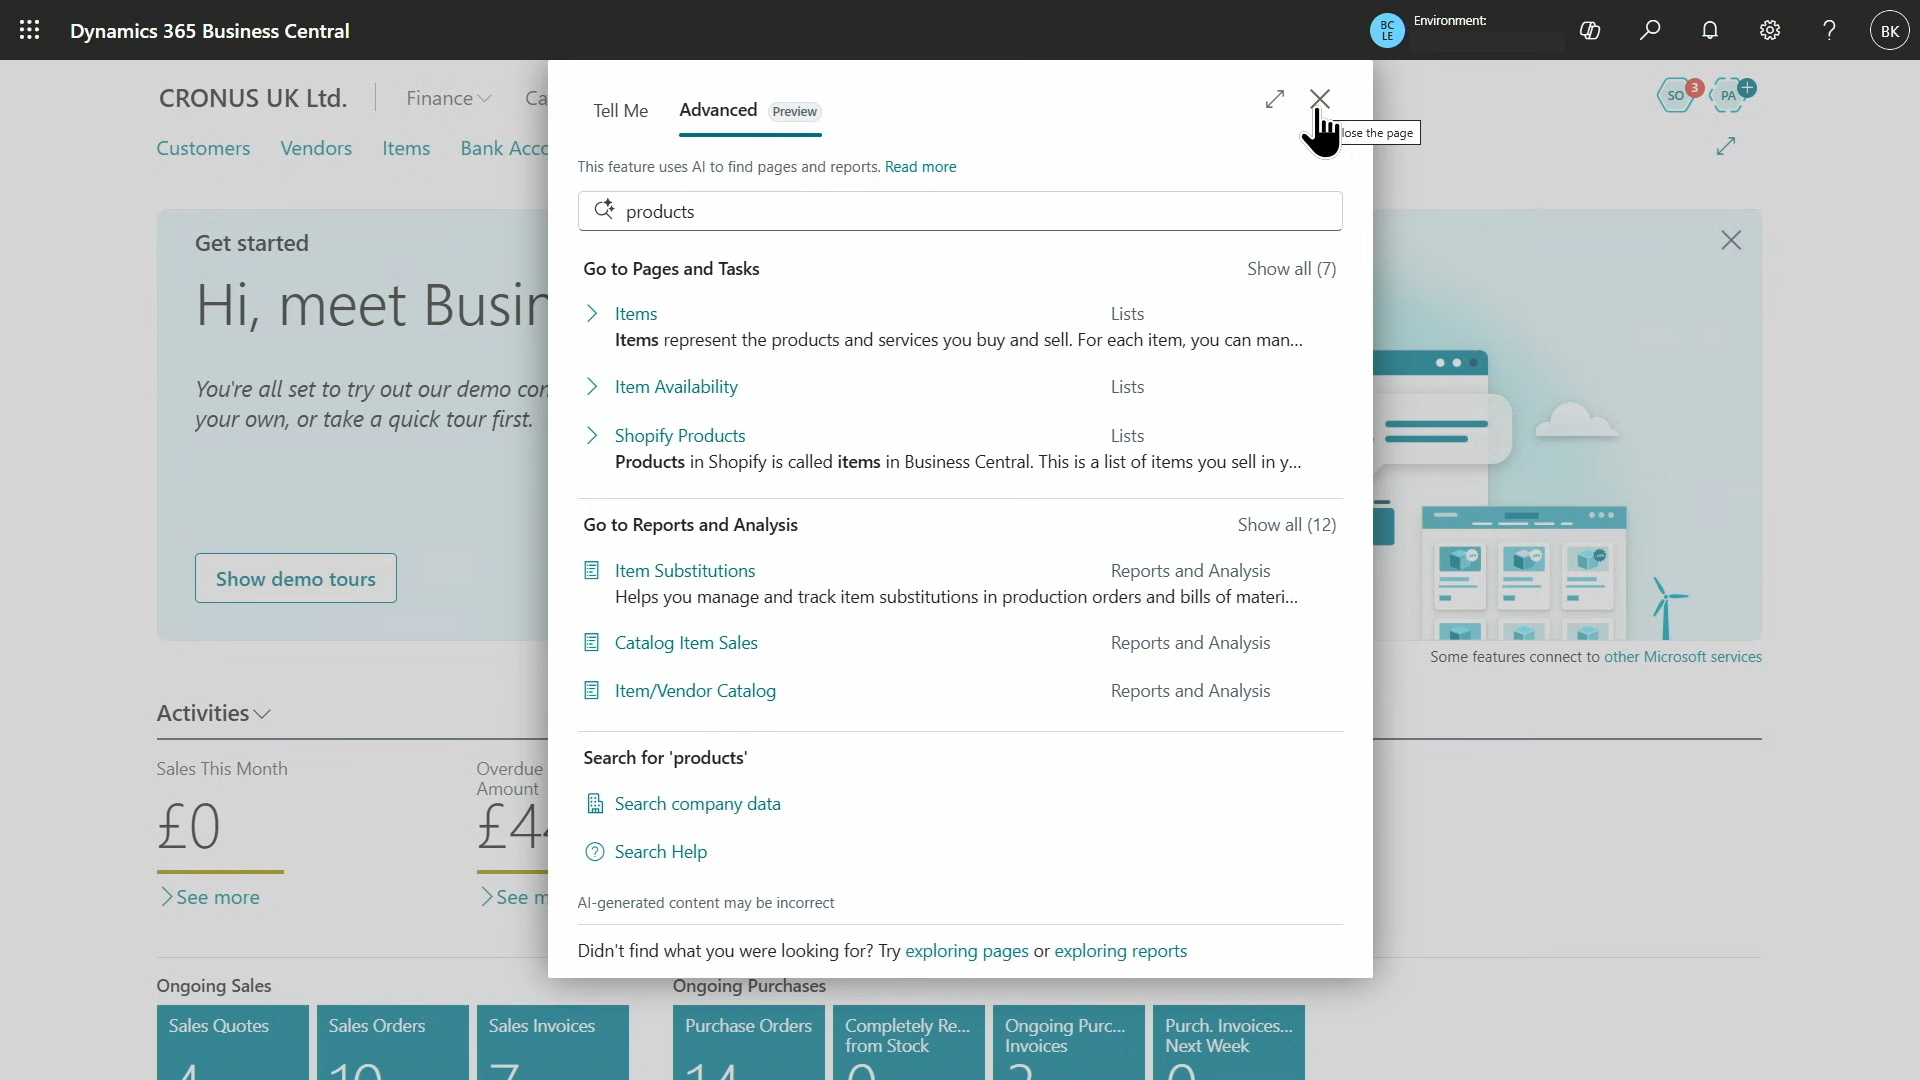 Dynamics 365 Business Central
BC
LE
Environment:
BK
CRONUS UK Ltd.
Finance
Ca
SO
3
PA
Customers
Vendors
Items
Bank Acco
Tell Me
Advanced
Preview
lose the page
This feature uses AI to find pages and reports. Read more
products
Get started
Hi, meet Busin
You're all set to try out our demo con
your own, or take a quick tour first.
Show demo tours
Go to Pages and Tasks
Show all (7)
Items
Lists
Items represent the products and services you buy and sell. For each item, you can man...
Item Availability
Lists
Shopify Products
Lists
Products in Shopify is called items in Business Central. This is a list of items you sell in y...
Go to Reports and Analysis
Show all (12)
Item Substitutions
Reports and Analysis
Helps you manage and track item substitutions in production orders and bills of materi...
Catalog Item Sales
Reports and Analysis
Item/Vendor Catalog
Reports and Analysis
Search for 'products'
Search company data
Search Help
AI-generated content may be incorrect
Didn't find what you were looking for? Try exploring pages or exploring reports
Some features connect to other Microsoft services
Activities
Sales This Month
£0
See more
Overdue
Amount
£44
See m
Ongoing Sales
Sales Quotes
4
Sales Orders
10
Sales Invoices
7
Ongoing Purchases
Purchase Orders
14
Completely Re...
from Stock
0
Ongoing Purc...
Invoices
Purch. Invoices...
Next Week
0